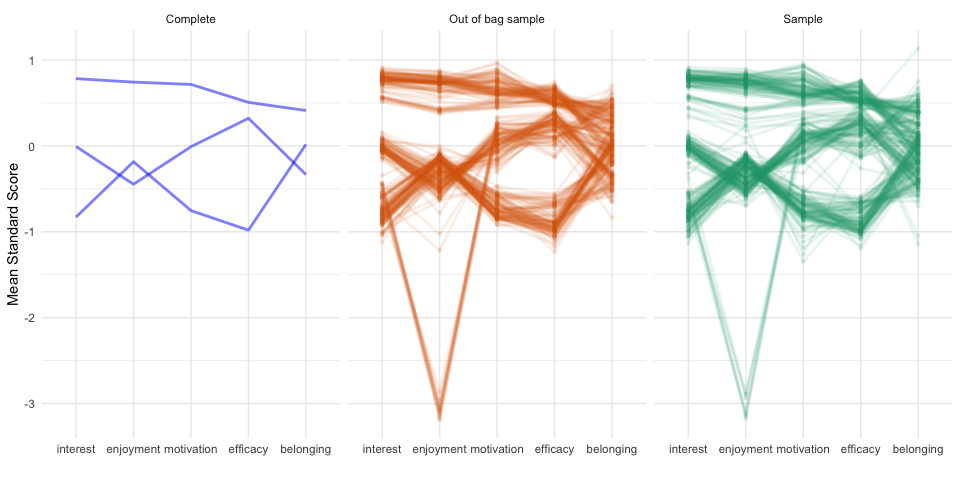 Complete
Out of bag sample
Sample
Mean Standard Score
1
0
-1
-2
-3
interest enjoyment motivation efficacy belonging
interest enjoyment motivation efficacy belonging
interest enjoyment motivation efficacy belonging